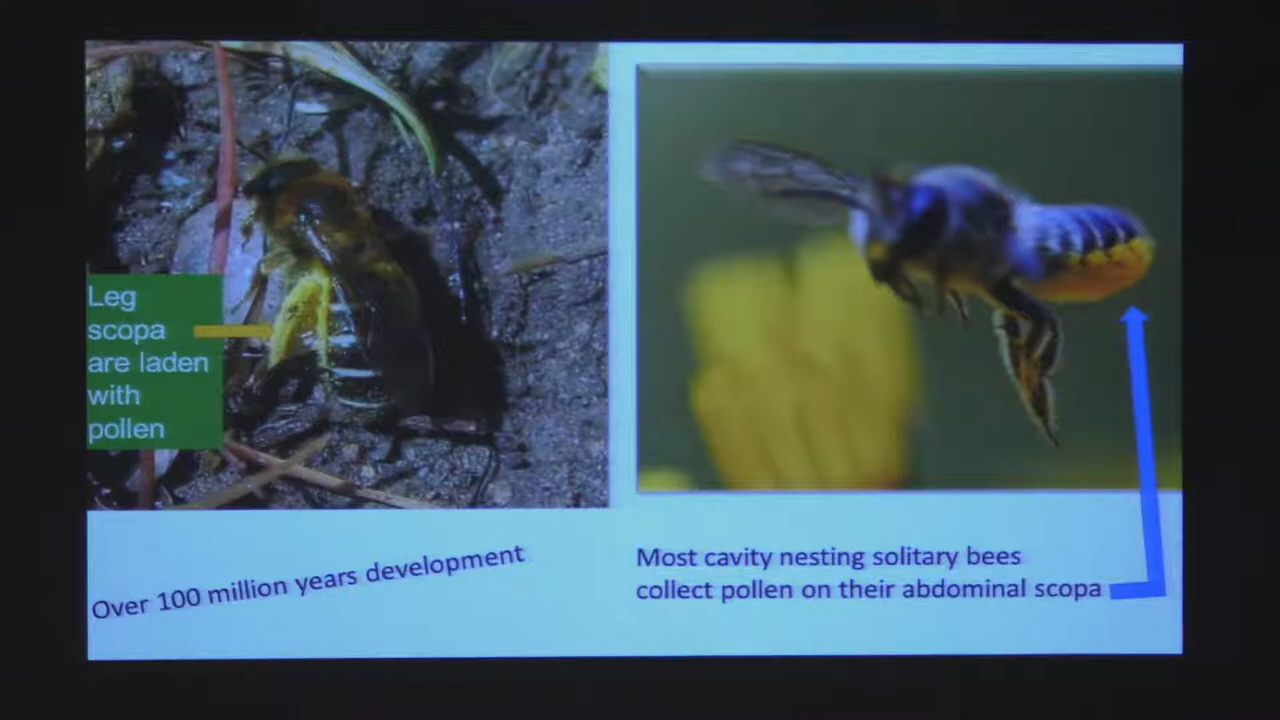 Leg
scopa
are laden
with
pollen
Over 100 million years development
Most cavity nesting solitary bees
collect pollen on their abdominal scopa